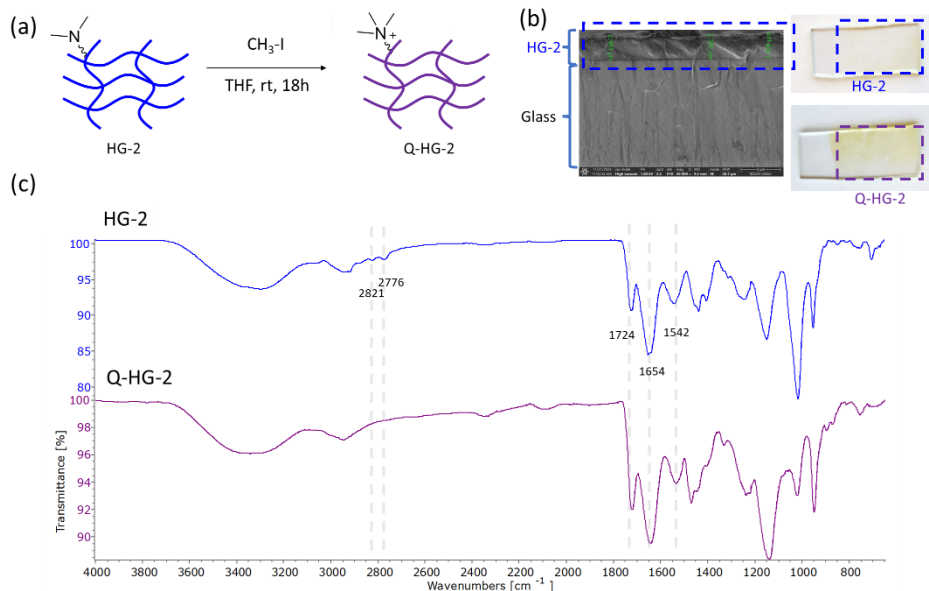 (a)
N
CH3-I
THF, rt, 18h
N
+
HG-2
Q-HG-2
(b)
HG-2
Glass
HG-2
Q-HG-2
(c)
HG-2
100
95
90
85
80
2821
2776
1724
1654
1542
Q-HG-2
100
98
96
94
92
90
Transmittance [%]
4000 3800 3600 3400 3200 3000 2800 2600 2400 2200 2000 1800 1600 1400 1200 1000 800
Wavenumbers [cm -1]